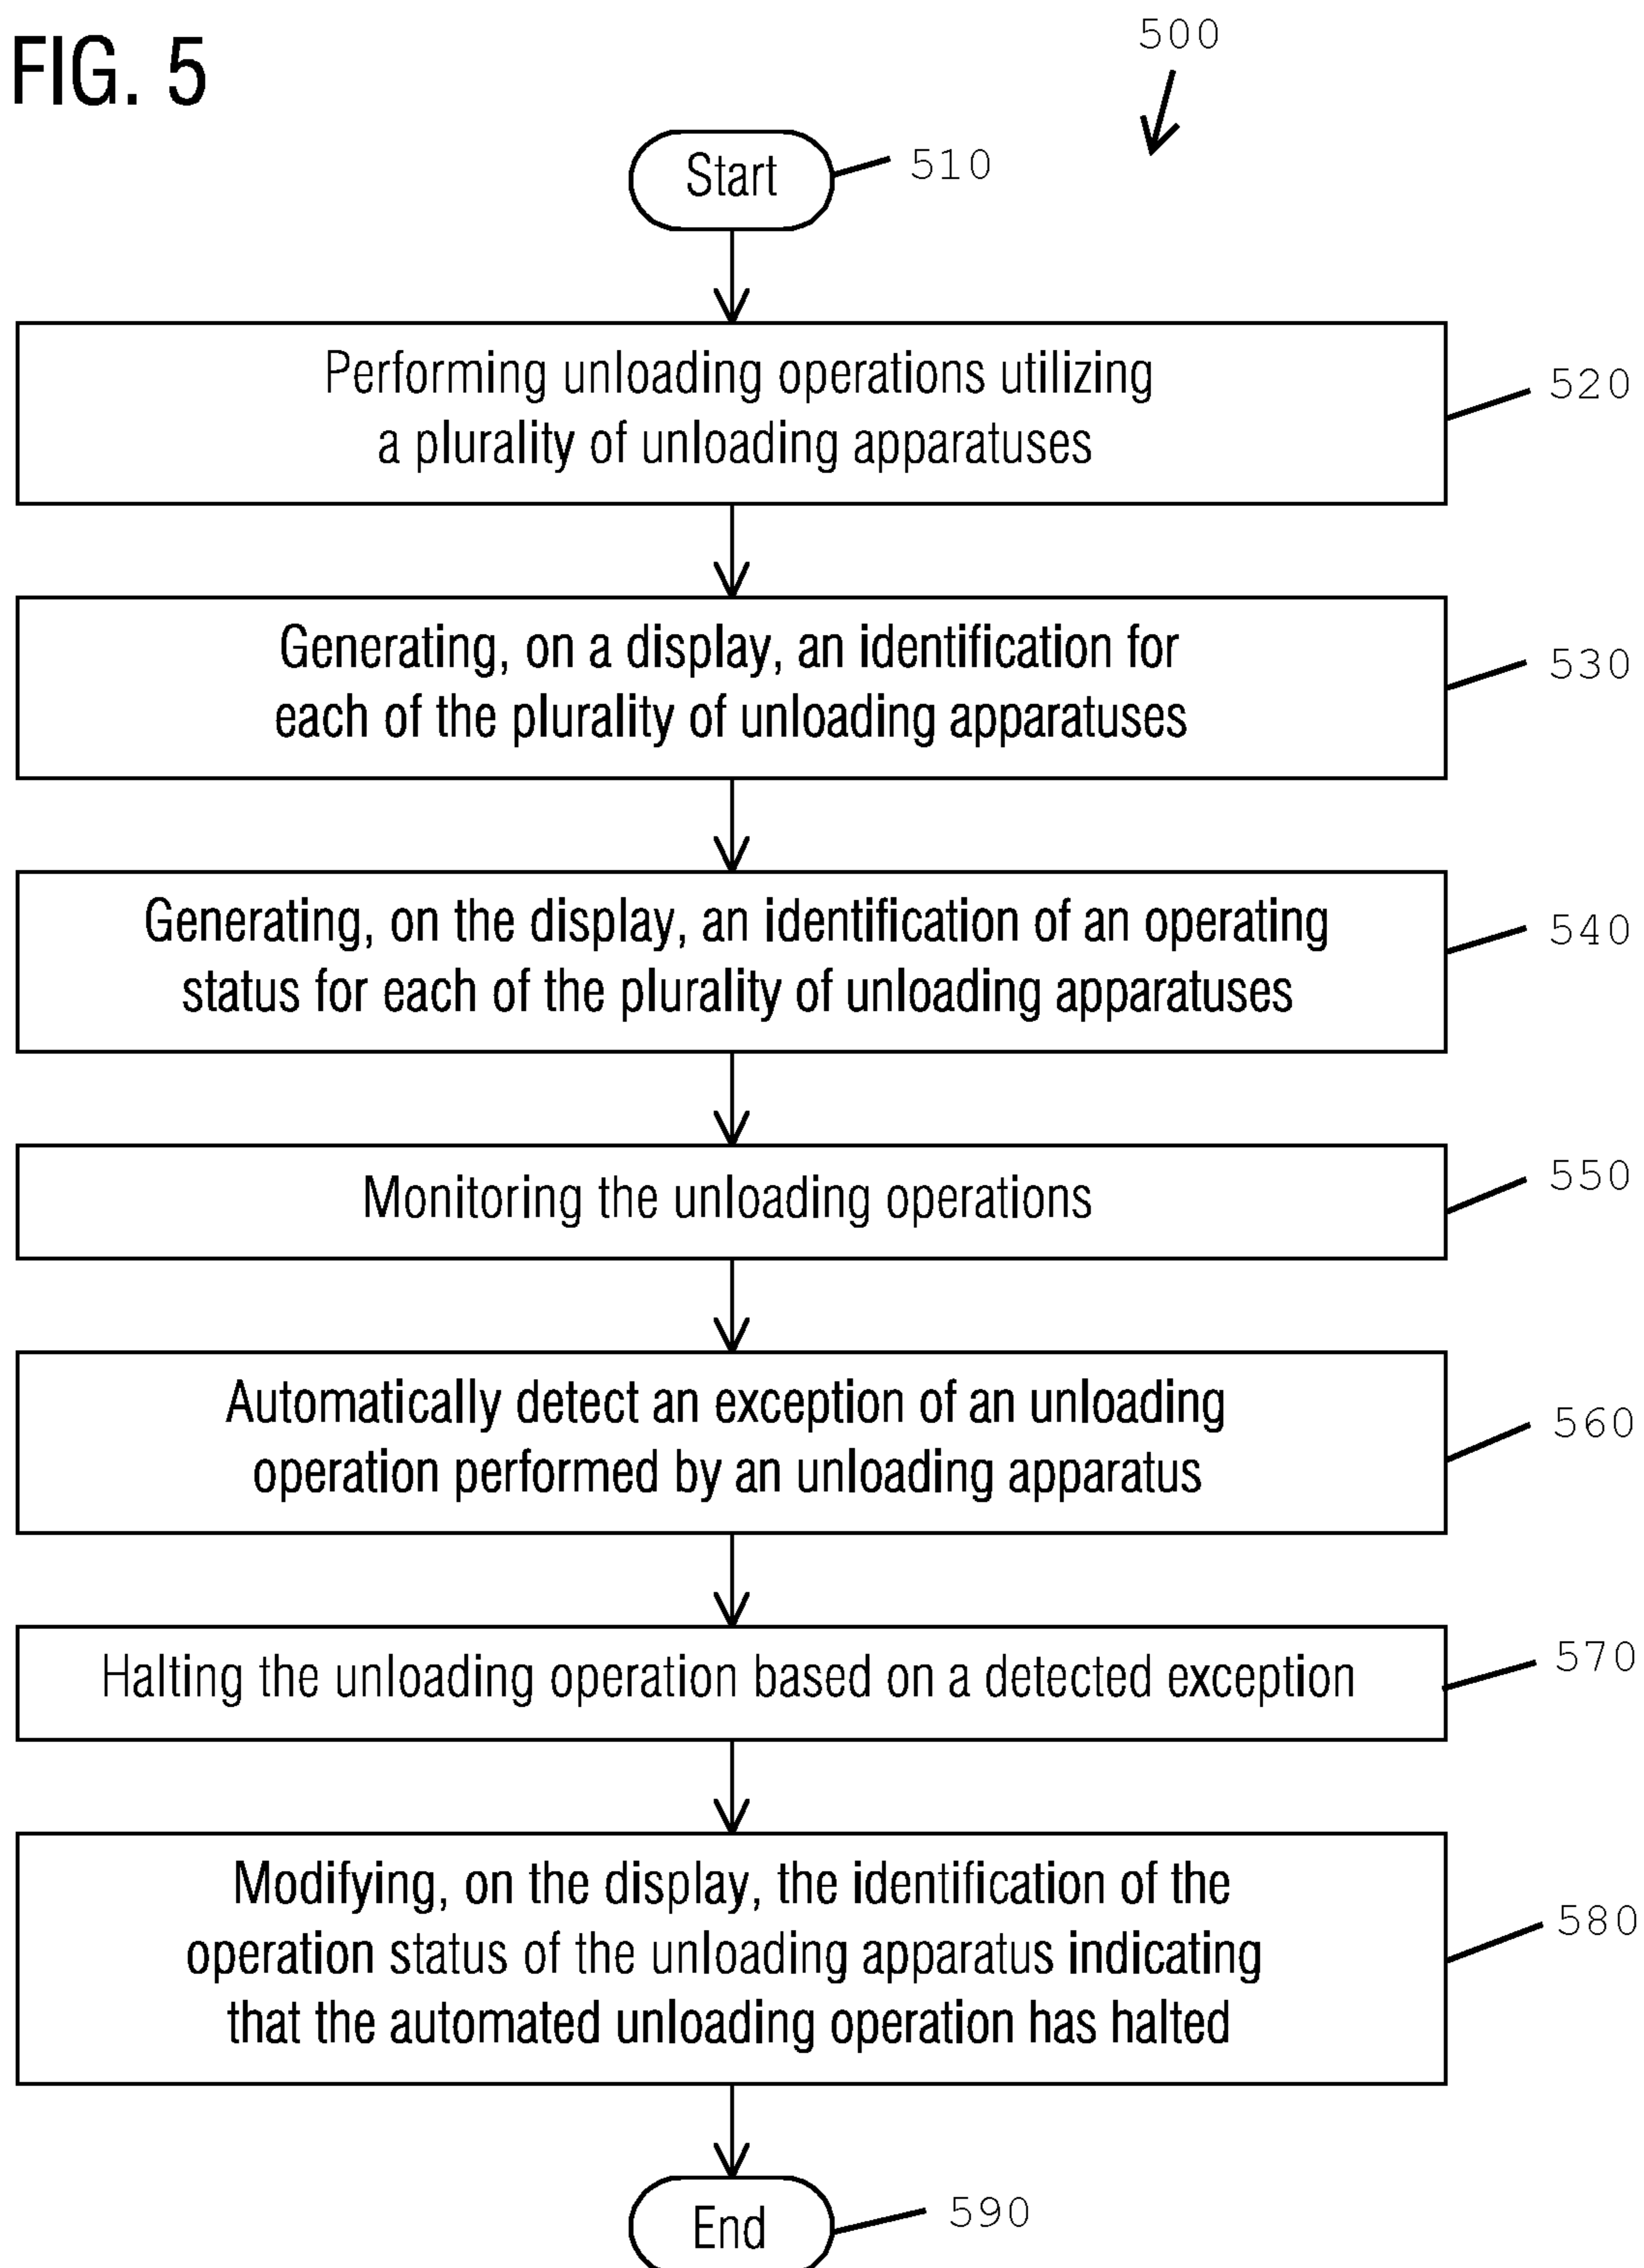 FIG. 5
500
Start
510
Performing unloading operations utilizing
a plurality of unloading apparatuses
520
Generating, on a display, an identification for
each of the plurality of unloading apparatuses
530
Generating, on the display, an identification of an operating
status for each of the plurality of unloading apparatuses
540
Monitoring the unloading operations
550
Automatically detect an exception of an unloading
operation performed by an unloading apparatus
560
Halting the unloading operation based on a detected exception
570
Modifying, on the display, the identification of the
operation status of the unloading apparatus indicating
that the automated unloading operation has halted
580
End
590